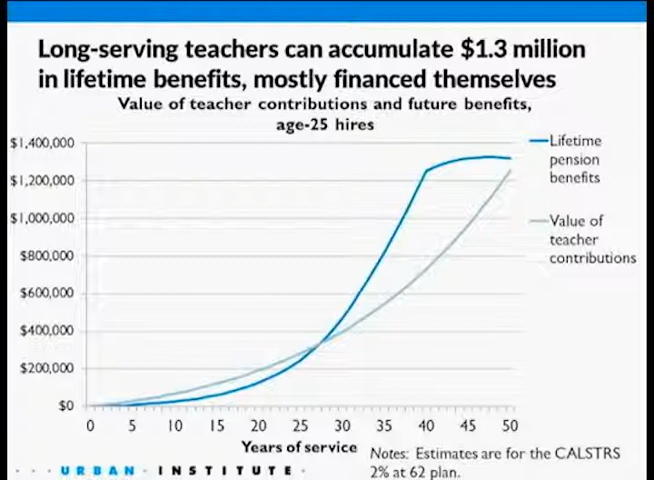 Long-serving teachers can accumulate $1.3 million
in lifetime benefits, mostly financed themselves
Value of teacher contributions and future benefits,
age-25 hires
$1,400,000
$1,200,000
$1,000,000
$800,000
$600,000
$400,000
$200,000
$0
0 5 10 15 20 25 30 35 40 45 50
Years of service
Lifetime
pension
benefits
Value of
teacher
contributions
Notes: Estimates are for the CALSTRS
2% at 62 plan.
URBAN INSTITUTE